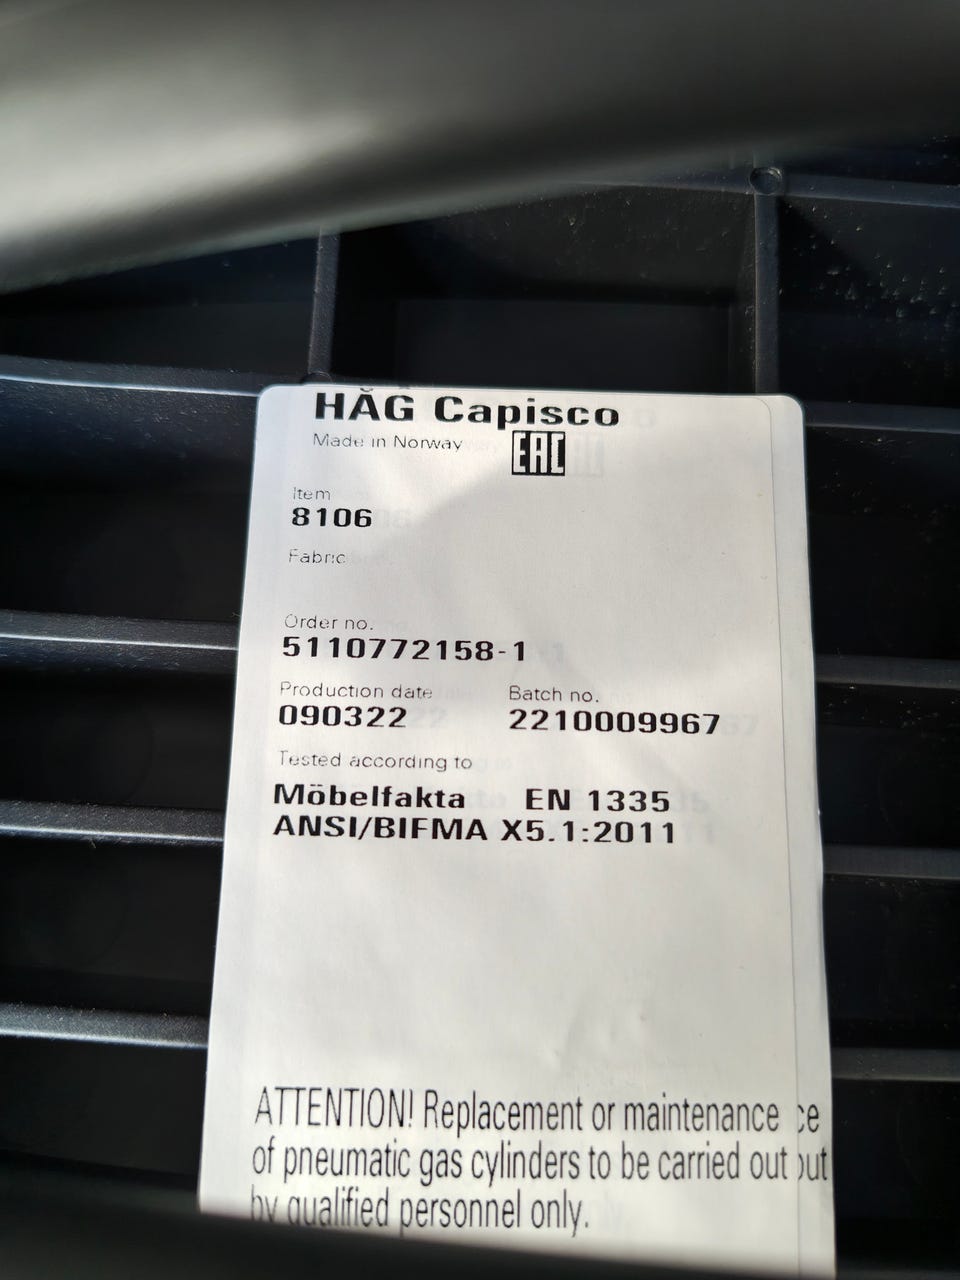 HÅG Capisco
Made in Norway EAC
Item
8106
Fabric
Order no.
5110772158-1
Production date Batch no.
090322 2210009967
Tested according to
Möbelfakta EN 1335
ANSI/BIFMA X5.1:2011
ATTENTION! Replacement or maintenance
of pneumatic gas cylinders to be carried out
by qualified personnel only.